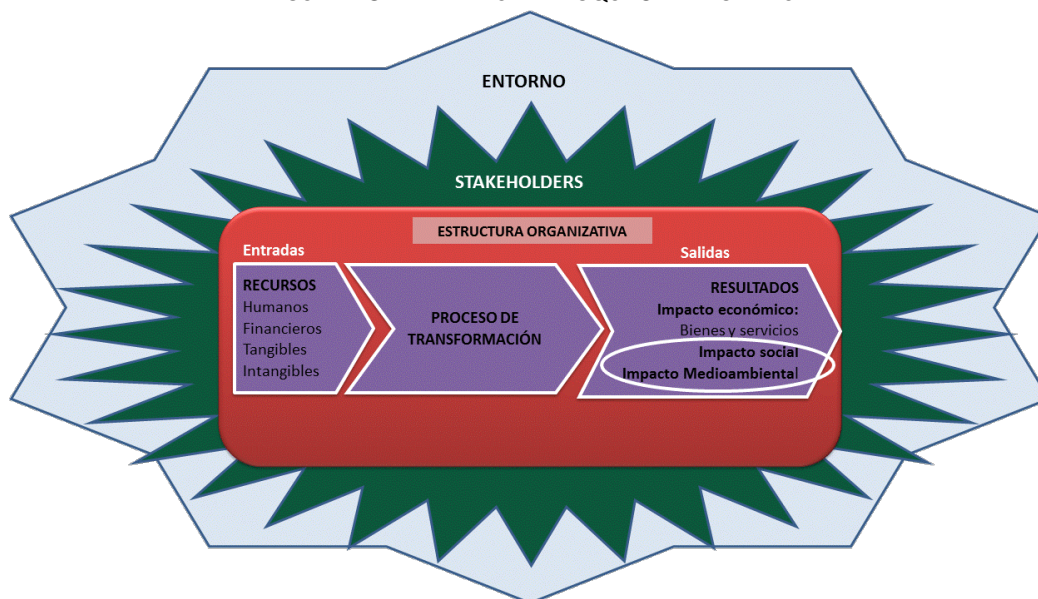 ENTORNO
STAKEHOLDERS
ESTRUCTURA ORGANIZATIVA
Entradas
RECURSOS
Humanos
Financieros
Tangibles
Intangibles
PROCESO DE
TRANSFORMACIÓN
Salidas
RESULTADOS
Impacto económico:
Bienes y servicios
Impacto social
Impacto Medioambiental